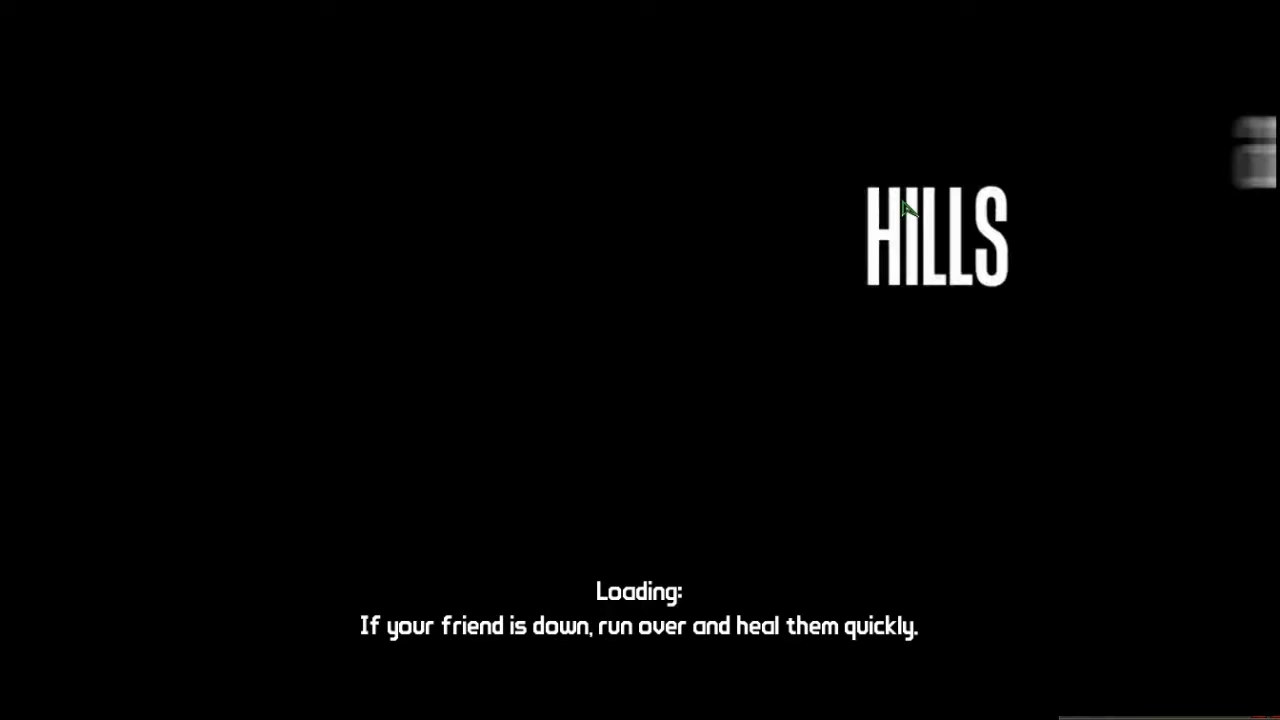 HiLLS
Loading:
If your friend is down, run over and heal them quickly.